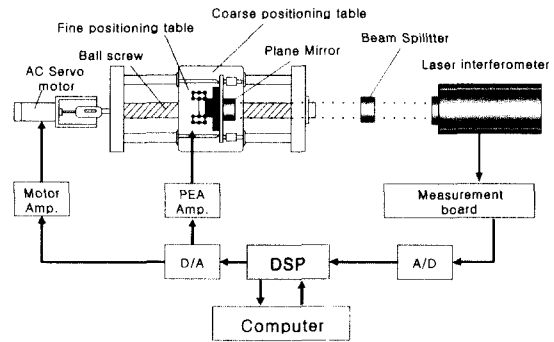 Coarse positioning table
Fine positioning table
Ball screw
Plane Mirror
Beam Spilitter
AC Servo
motor
Laser interferometer
Motor
Amp.
PEA
Amp.
Measurement
board
D/A
DSP
A/D
Computer